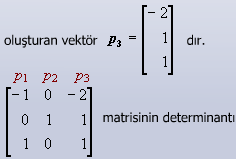 oluşturan vektör p₃ = [ -2 1 1 ] dır.
p₁ p₂ p₃
-1 0 -2
0 1 1 matrisinin determinantı
1 0 1